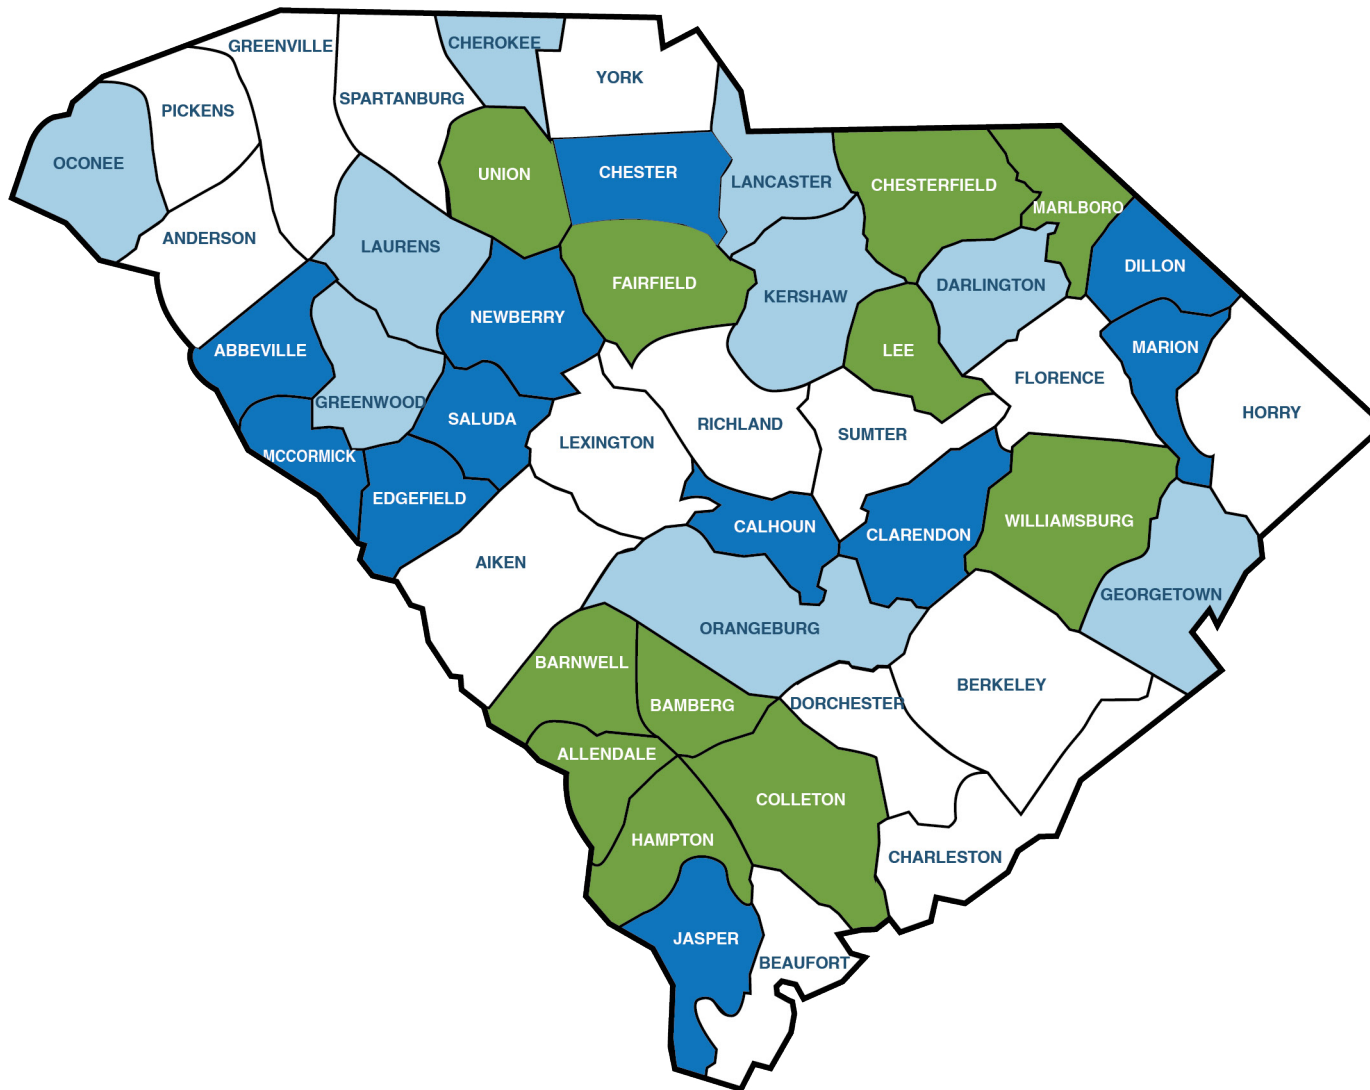 GREENVILLE
CHEROKEE
YORK
SPARTANBURG
PICKENS
OCONEE
UNION
CHESTER
LANCASTER
CHESTERFIELD
MARLBORO
ANDERSON
LAURENS
DILLON
FAIRFIELD
KERSHAW
DARLINGTON
NEWBERRY
ABBEVILLE
LEE
MARION
FLORENCE
GREENWOOD
SALUDA
HORRY
RICHLAND
SUMTER
LEXINGTON
MCCORMICK
EDGEFIELD
CALHOUN
CLARENDON
WILLIAMSBURG
AIKEN
GEORGETOWN
ORANGEBURG
BARNWELL
BERKELEY
BAMBERG
DORCHESTER
ALLENDALE
COLLETON
HAMPTON
CHARLESTON
JASPER
BEAUFORT